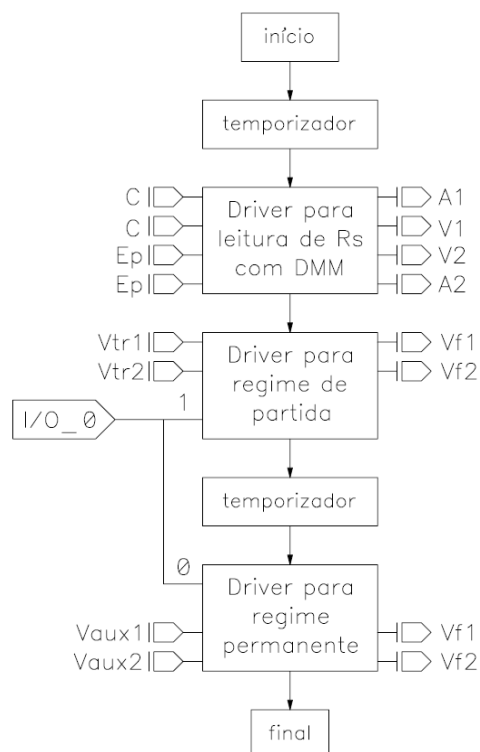 início
temporizador
C
A1
Driver para
C
V1
leitura de Rs
Ep
V2
com DMM
Ep
A2
Vtr1
Driver para
Vf1
Vtr2
regime de
Vf2
1
partida
I/O_0
temporizador
0
Driver para
regime
Vaux1
Vf1
permanente
Vaux2
Vf2
final